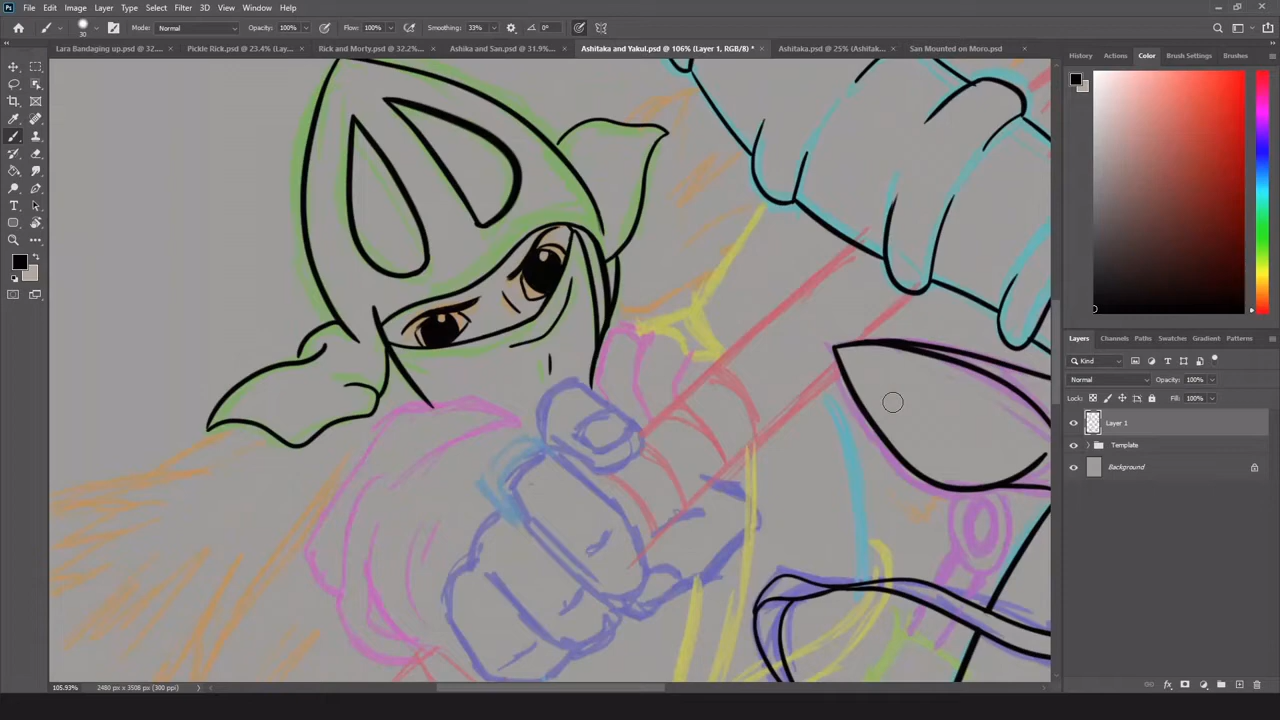 Ps File Edit Image Layer Type Select Filter 3D View Window Help
Mode: Normal Opacity: 100% Flow: 100% Smoothing: 33% 0°
30
Lara Bandaging up.psd @ 32.... × Pickle Rick.psd @ 23.4% (La... × Rick and Morty.psd @ 32.2%... × Ashika and San.psd @ 31.9%... × Ashitaka and Yakul.psd @ 106% (Layer 1, RGB/8) * × Ashitaka.psd @ 25% (Ashitak... × San Mounted on Moro.psd ×
History Actions Color Brush Settings Brushes
Layers Channels Paths Swatches Gradient Patterns
Kind
Normal Opacity: 100%
Lock: Fill: 100%
Layer 1
Template
Background
105.93% 2480 px x 3508 px (300 ppi)